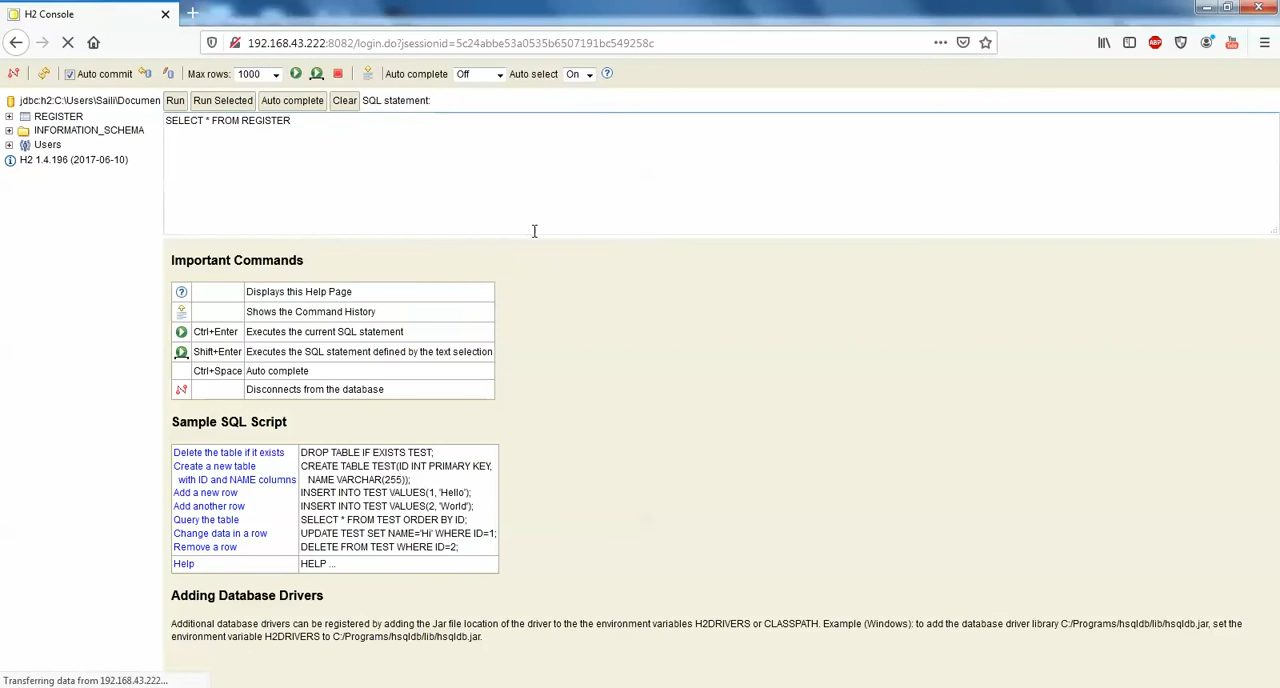 H2 Console
192.168.43.222:8082/login.do?jsessionid=5c24abbe53a0535b6507191bc549258c
Auto commit Max rows: 1000 Auto complete Off Auto select On
jdbc:h2:C:\Users\Saili\Documen
REGISTER
INFORMATION_SCHEMA
Users
H2 1.4.196 (2017-06-10)
Run Run Selected Auto complete Clear SQL statement:
SELECT * FROM REGISTER
Important Commands
Displays this Help Page
Shows the Command History
Ctrl+Enter Executes the current SQL statement
Shift+Enter Executes the SQL statement defined by the text selection
Ctrl+Space Auto complete
Disconnects from the database
Sample SQL Script
Delete the table if it exists DROP TABLE IF EXISTS TEST;
Create a new table CREATE TABLE TEST(ID INT PRIMARY KEY,
with ID and NAME columns NAME VARCHAR(255));
Add a new row INSERT INTO TEST VALUES(1, 'Hello');
Add another row INSERT INTO TEST VALUES(2, 'World');
Query the table SELECT * FROM TEST ORDER BY ID;
Change data in a row UPDATE TEST SET NAME='Hi' WHERE ID=1;
Remove a row DELETE FROM TEST WHERE ID=2;
Help HELP ...
Adding Database Drivers
Additional database drivers can be registered by adding the Jar file location of the driver to the the environment variables H2DRIVERS or CLASSPATH. Example (Windows): to add the database driver library C:/Programs/hsqldb/lib/hsqldb.jar, set the
environment variable H2DRIVERS to C:/Programs/hsqldb/lib/hsqldb.jar.
Transferring data from 192.168.43.222...